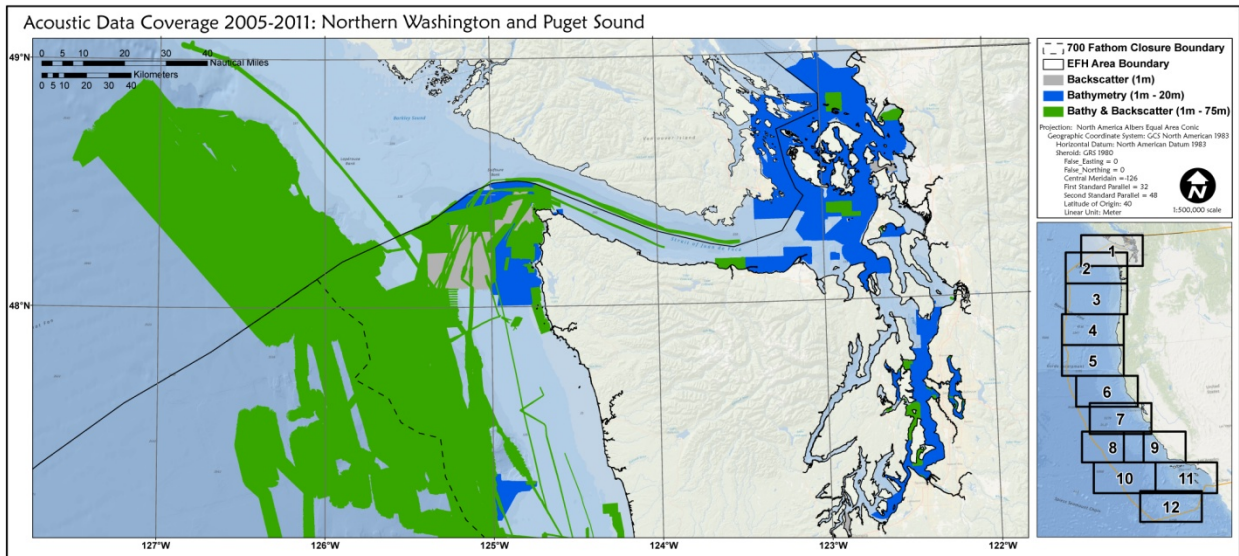 Acoustic Data Coverage 2005-2011: Northern Washington and Puget Sound
49°N
0 5 10 20 30 40
Nautical Miles
0 5 10 20 30 40
Kilometers
48°N
Strait of Juan de Fuca
127°W
126°W
125°W
124°W
123°W
122°W
700 Fathom Closure Boundary
EFH Area Boundary
Backscatter (1m)
Bathymetry (1m - 20m)
Bathy & Backscatter (1m - 75m)
Projection: North America Albers Equal Area Conic
Geographic Coordinate System: GCS North American 1983
Horizontal Datum: North American Datum 1983
Sheroid: GRS 1980
False_Easting = 0
False_Northing = 0
Central Meridain = -126
First Standard Parallel = 32
Second Standard Parallel = 48
Latitude of Origin: 40
Linear Unit: Meter
N
1:500,000 scale
1
2
3
4
5
6
7
8
9
10
11
12